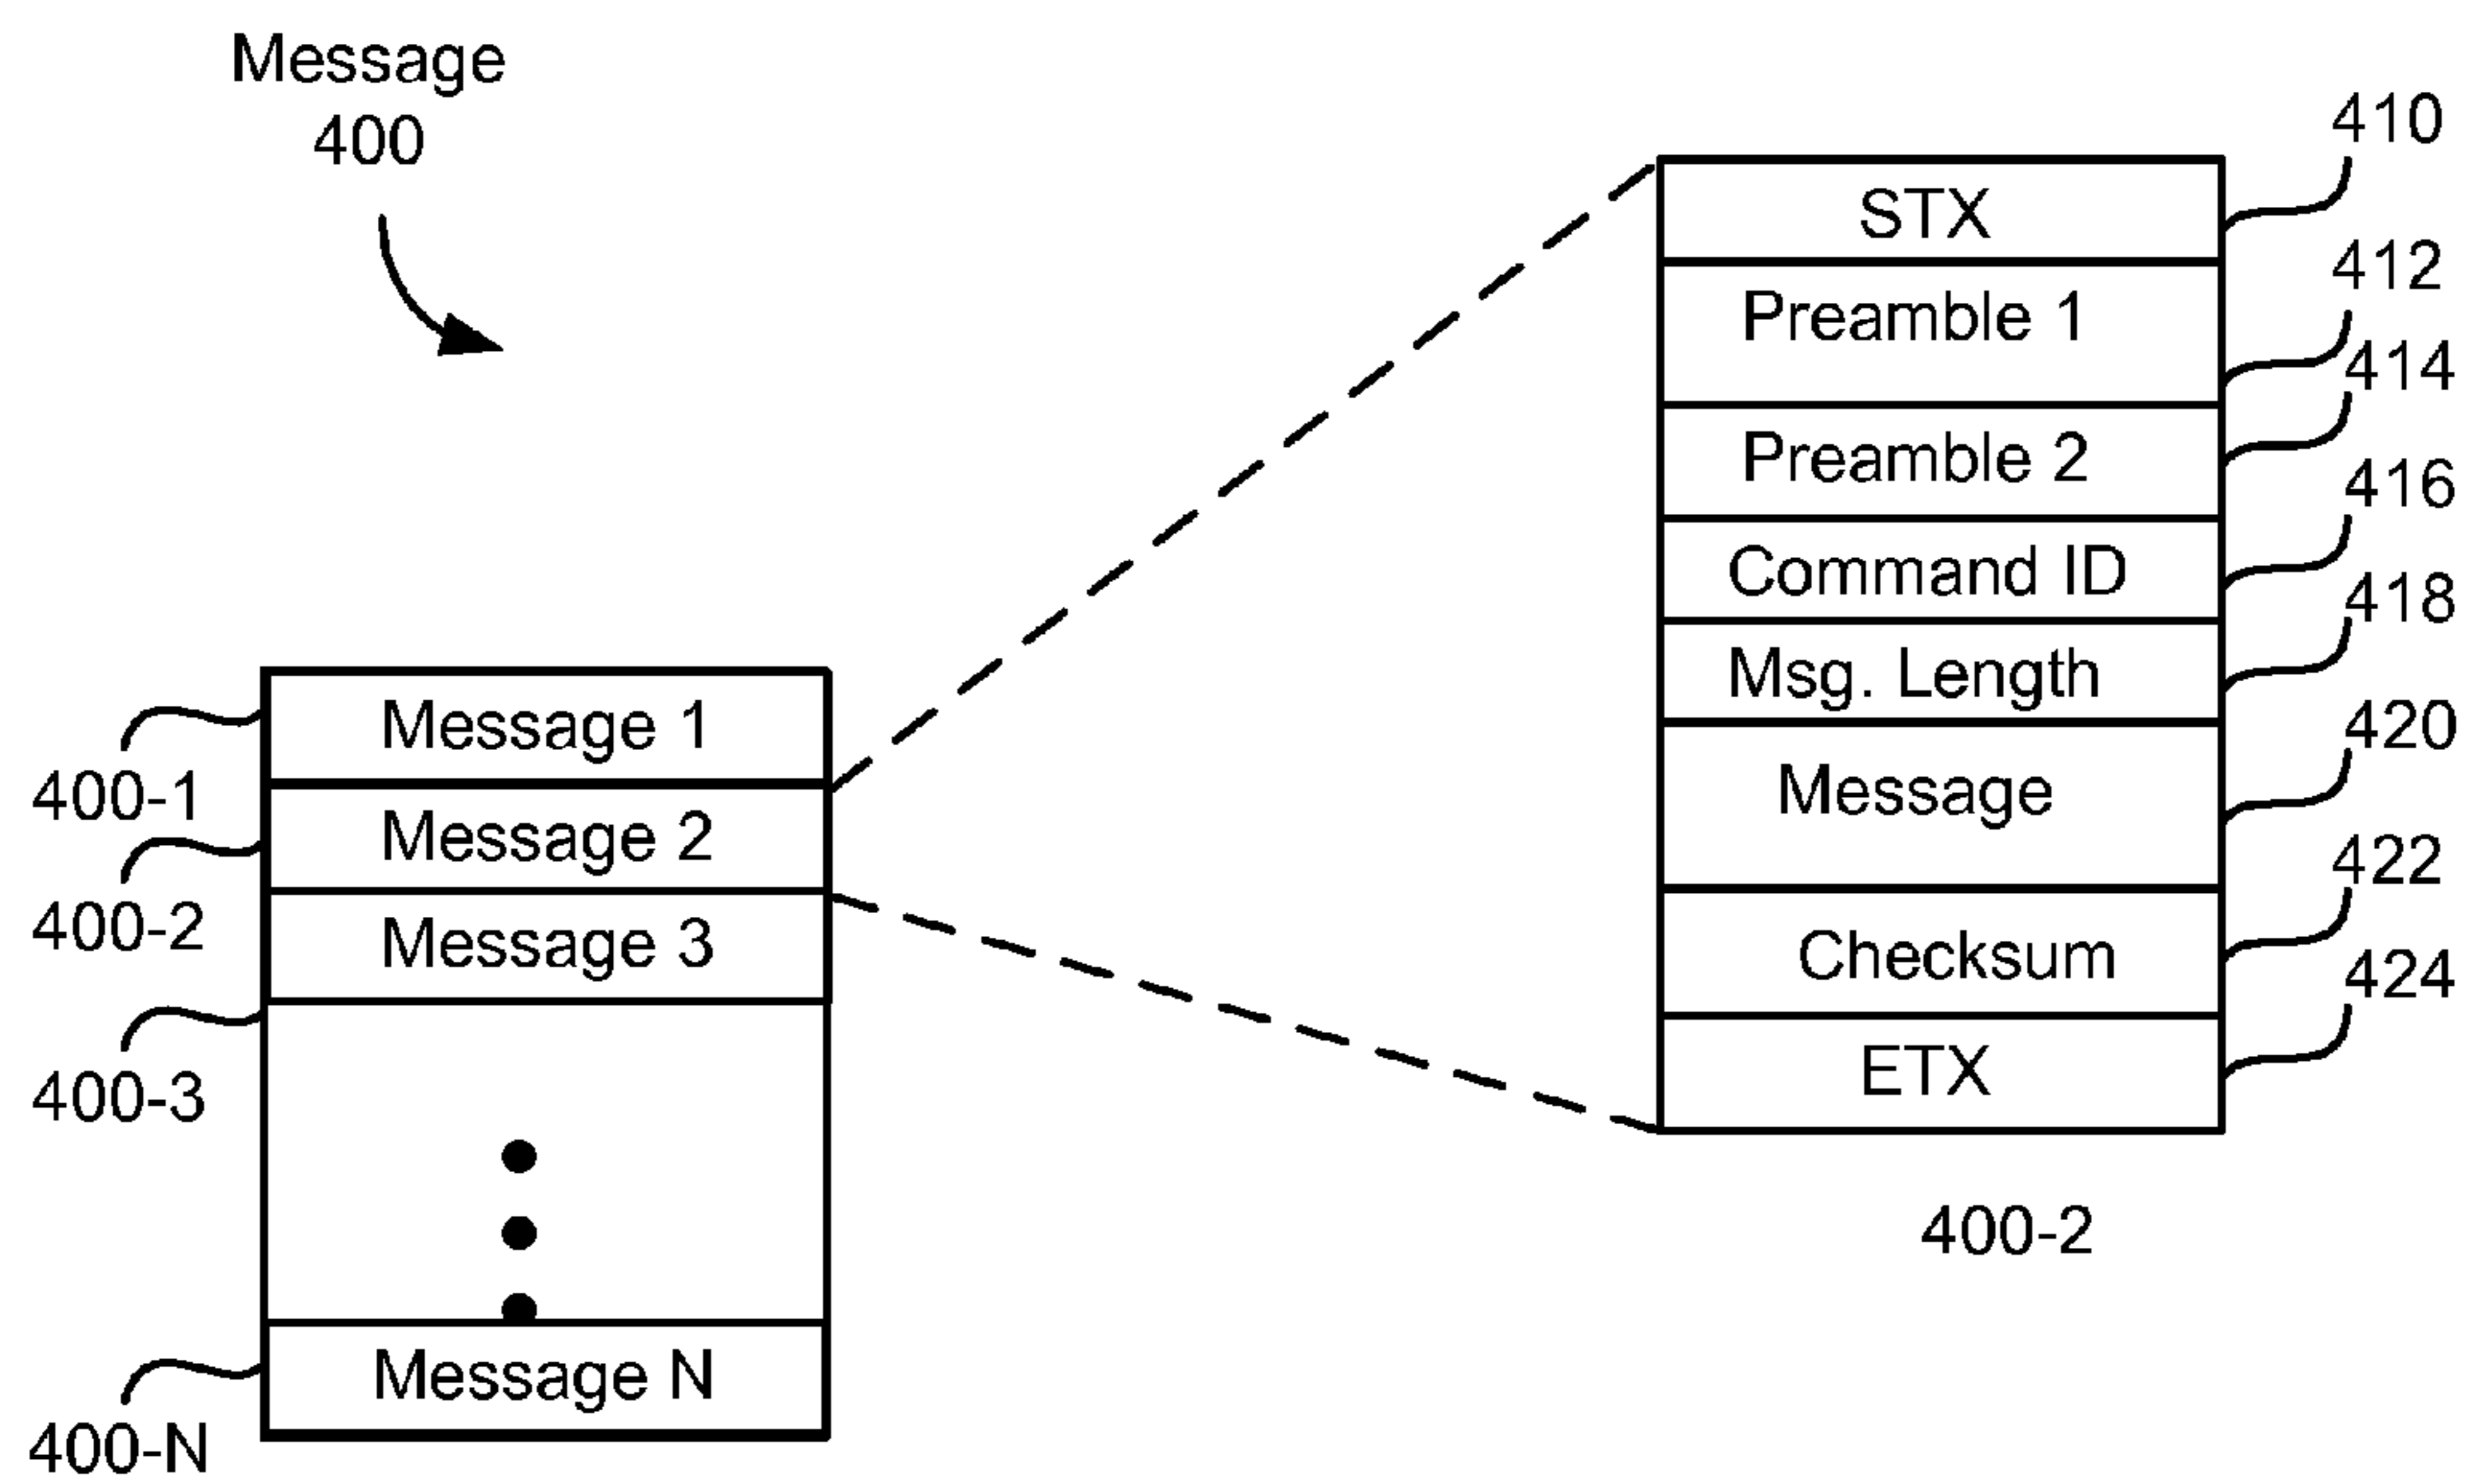 Message
400
Message 1
400-1
Message 2
400-2
Message 3
400-3
Message N
400-N
STX
410
Preamble 1
412
Preamble 2
414
Command ID
416
Msg. Length
418
Message
420
Checksum
422
ETX
424
400-2